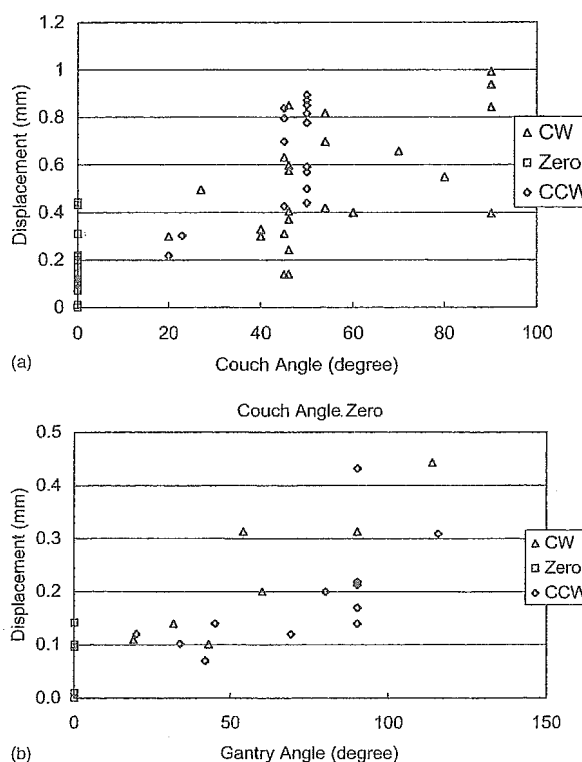 1.2
1
0.8
0.6
0.4
0.2
0
Displacement (mm)
0 20 40 60 80 100
Couch Angle (degree)
CW
Zero
CCW
(a)
Couch Angle Zero
0.5
0.4
0.3
0.2
0.1
0.0
Displacement (mm)
0 50 100 150
Gantry Angle (degree)
CW
Zero
CCW
(b)